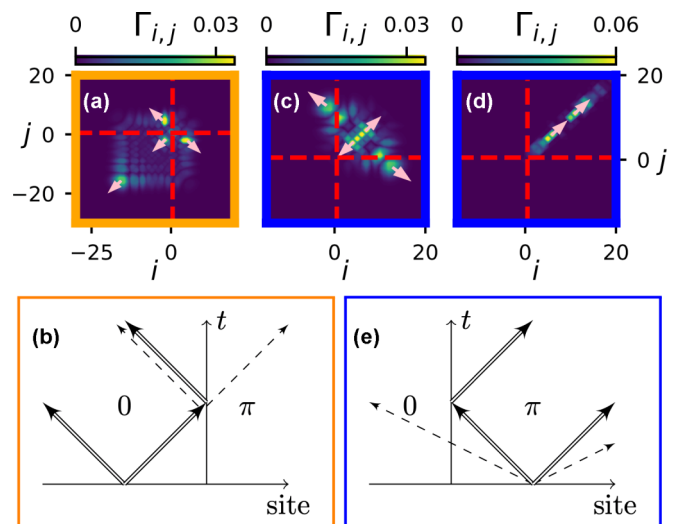 0 0.03 0 0.03 0 0.06
Γi,j Γi,j Γi,j
(a) (c) (d)
20 20
j 0 0 j
−20
−25 0 0 20 0 20
i i i
(b) t 0 π site
(e) t 0 π site